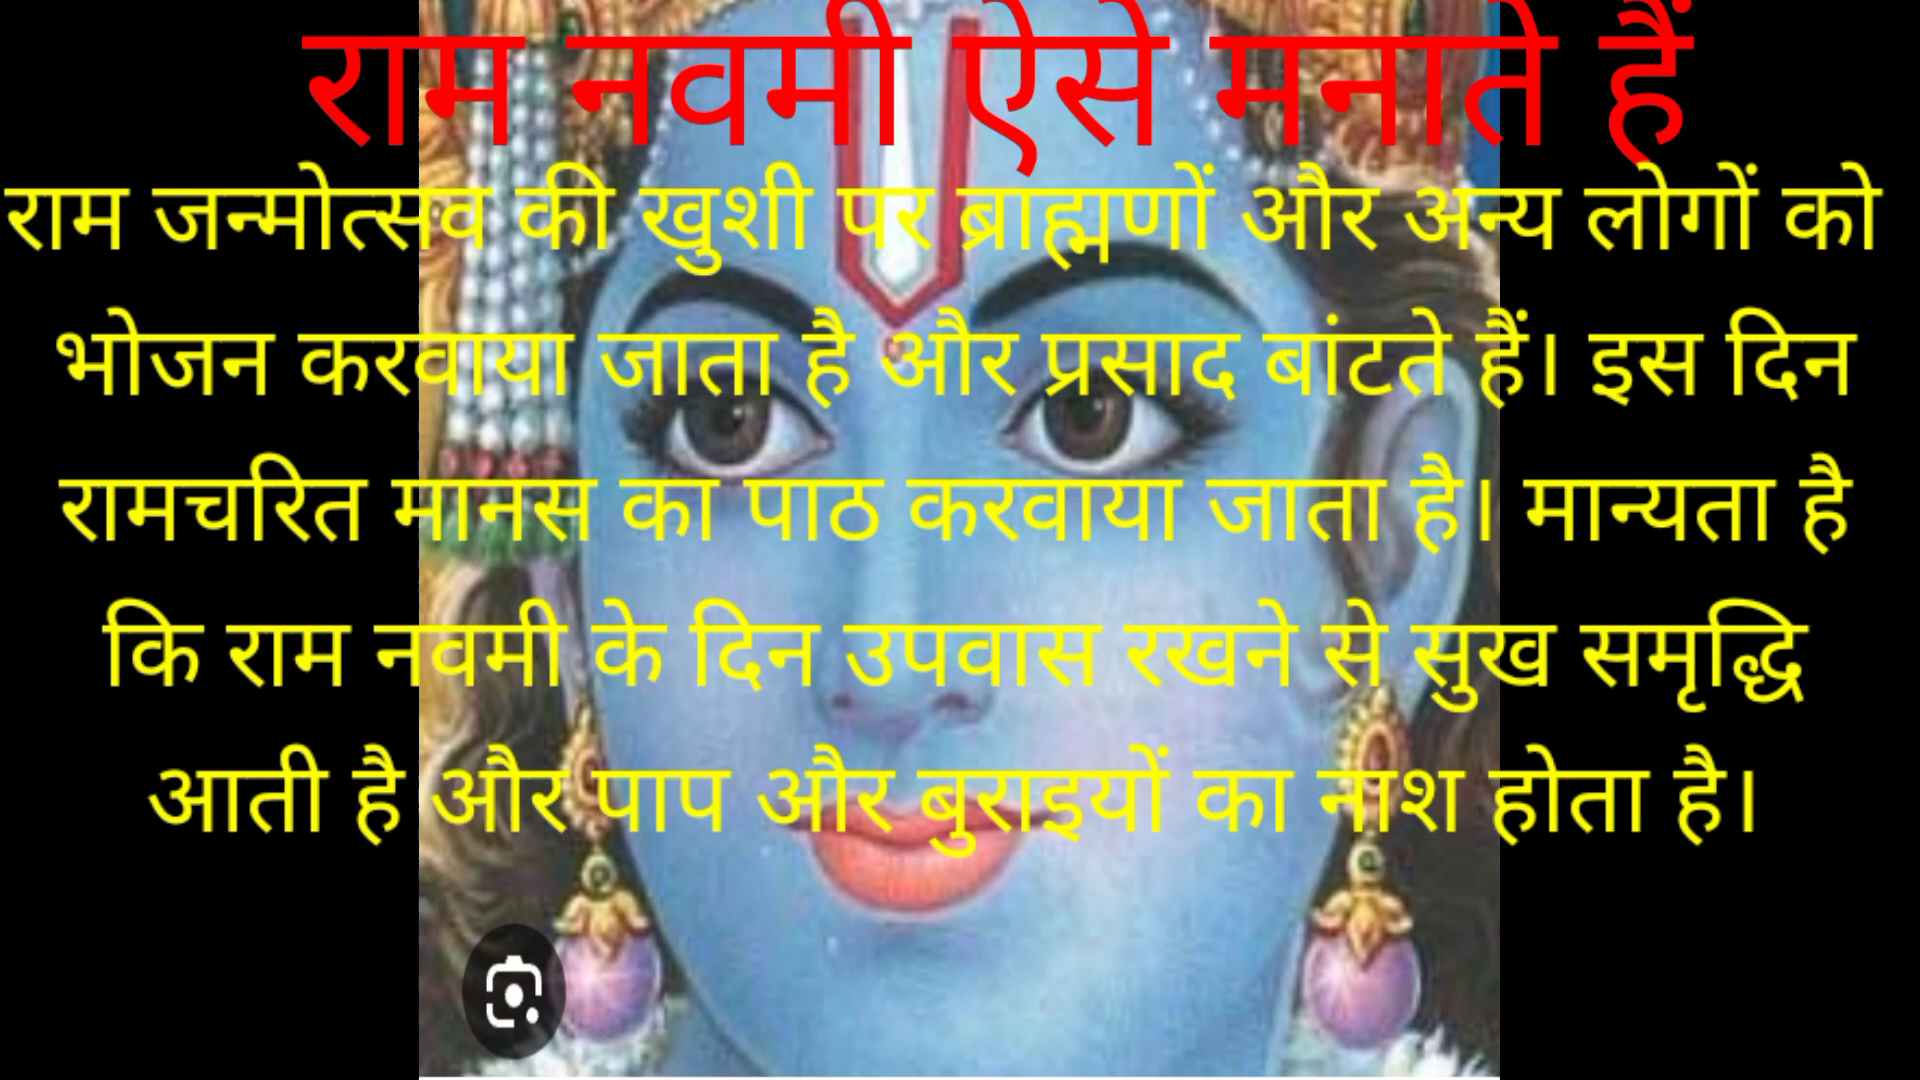 राम नवमी ऐसे मनाते हैं
राम जन्मोत्सव की खुशी पर ब्राह्मणों और अन्य लोगों को
भोजन करवाया जाता है और प्रसाद बांटते हैं। इस दिन
रामचरित मानस का पाठ करवाया जाता है। मान्यता है
कि राम नवमी के दिन उपवास रखने से सुख समृद्धि
आती है और पाप और बुराइयों का नाश होता है।